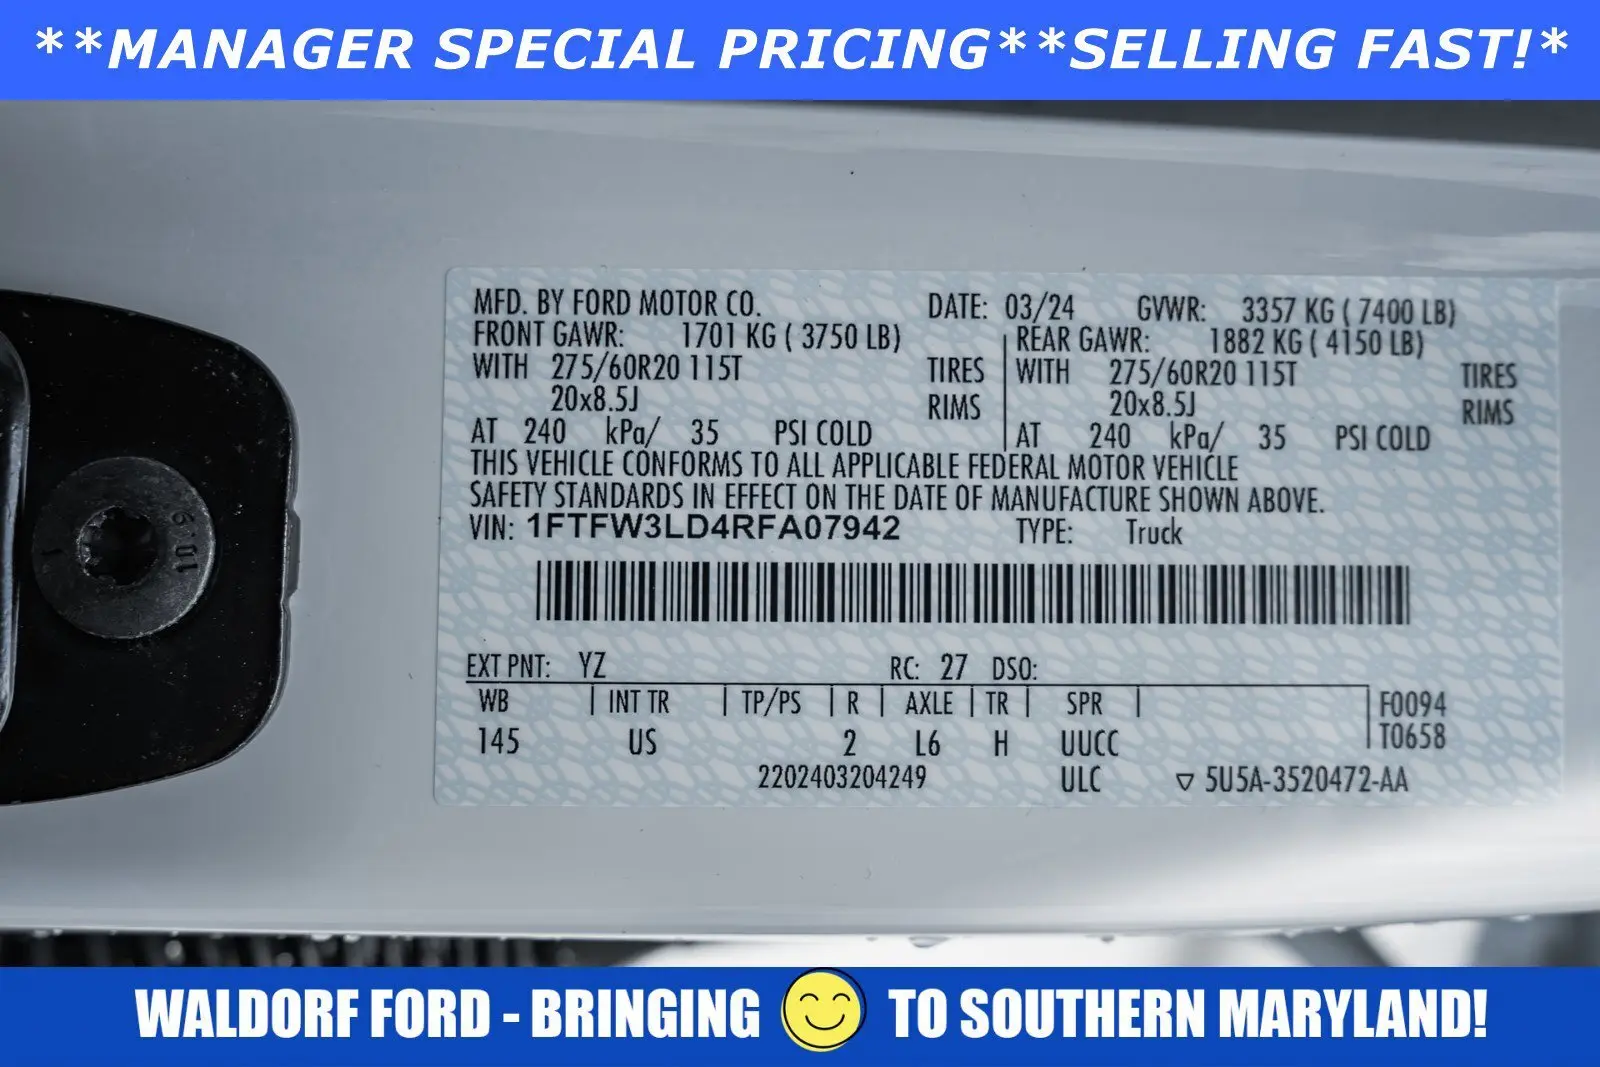 **MANAGER SPECIAL PRICING**SELLING FAST!*
MFD. BY FORD MOTOR CO. DATE: 03/24 GVWR: 3357 KG ( 7400 LB)
FRONT GAWR: 1701 KG ( 3750 LB) REAR GAWR: 1882 KG ( 4150 LB)
WITH 275/60R20 115T TIRES WITH 275/60R20 115T TIRES
20x8.5J RIMS 20x8.5J RIMS
AT 240 kPa/ 35 PSI COLD AT 240 kPa/ 35 PSI COLD
THIS VEHICLE CONFORMS TO ALL APPLICABLE FEDERAL MOTOR VEHICLE
SAFETY STANDARDS IN EFFECT ON THE DATE OF MANUFACTURE SHOWN ABOVE.
VIN: 1FTFW3LD4RFA07942 TYPE: Truck
EXT PNT: YZ RC: 27 DSO:
WB INT TR TP/PS R AXLE TR SPR F0094
145 US 2 L6 H UUCC T0658
2202403204249 ULC ▽ 5U5A-3520472-AA
10.9
1
WALDORF FORD - BRINGING TO SOUTHERN MARYLAND!